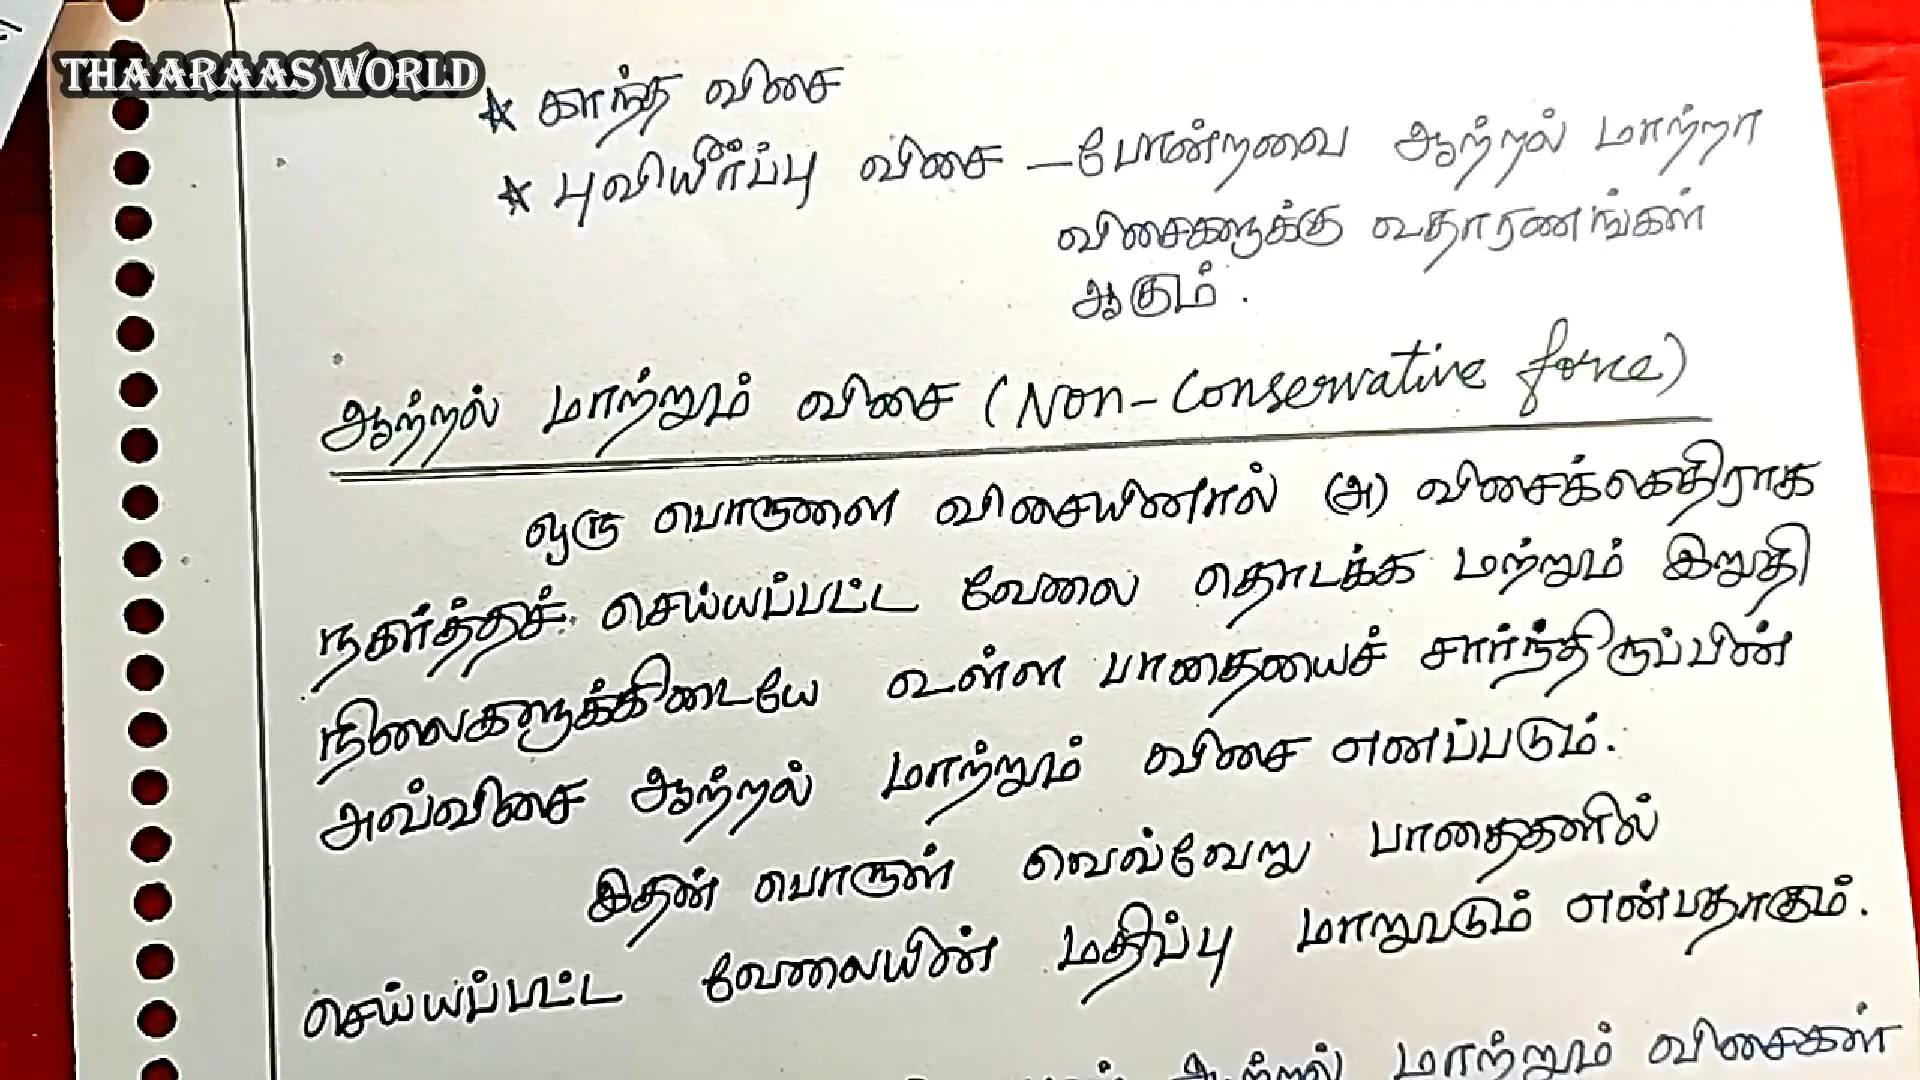 THAARAAS WORLD
★ காந்த விசை
★ புவியீர்ப்பு விசை – போன்றவை ஆற்றல் மாற்றா
விசைகளுக்கு உதாரணங்கள்
ஆகும்.
ஆற்றல் மாற்றும் விசை (Non-Conservative force)
ஒரு பொருளை விசையினால் (அ) விசைக்கெதிராக
நகர்த்தச் செய்யப்பட்ட வேலை தொடக்க மற்றும் இறுதி
நிலைகளுக்கிடையே உள்ள பாதையைச் சார்ந்திருப்பின்
அவ்விசை ஆற்றல் மாற்றும் விசை எனப்படும்.
இதன் பொருள் வெவ்வேறு பாதைகளில்
செய்யப்பட்ட வேலையின் மதிப்பு மாறுபடும் என்பதாகும்.
ஆற்றல் மாற்றும் விசைகள்